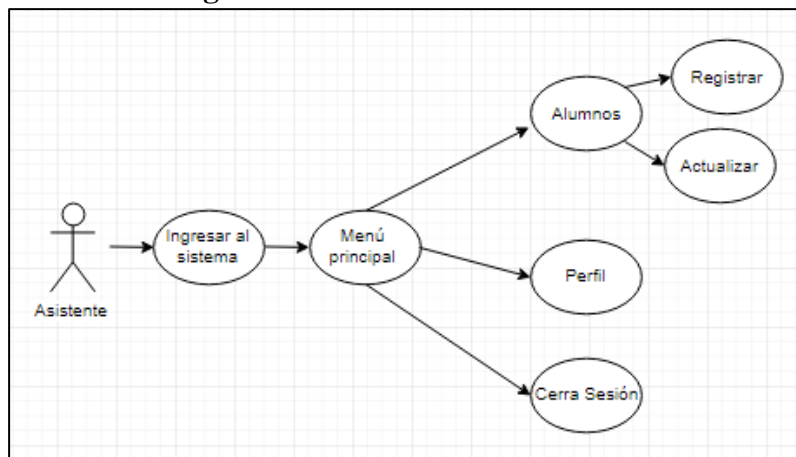 Registrar
Alumnos
Actualizar
Ingresar al
sistema
Menú
principal
Perfil
Asistente
Cerra Sesión